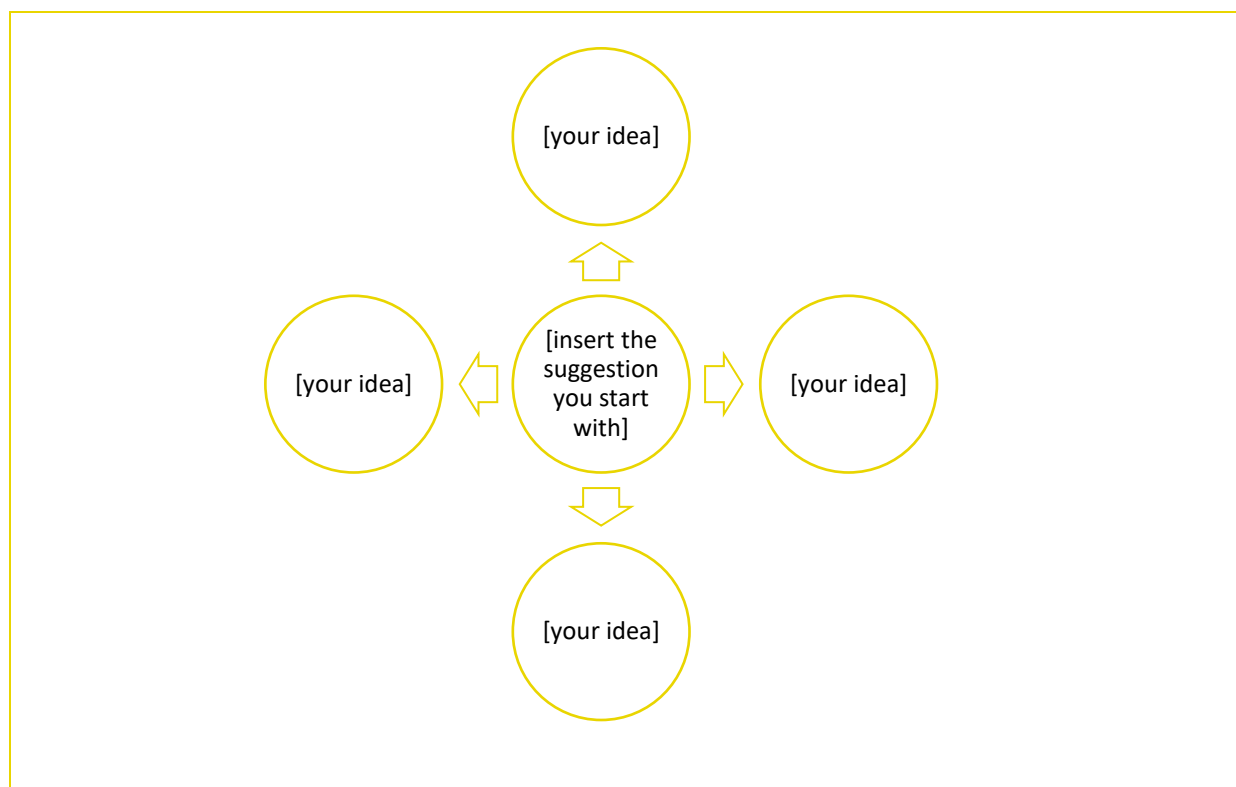 [your idea]
[your idea]
[insert the
suggestion
you start
with]
[your idea]
[your idea]